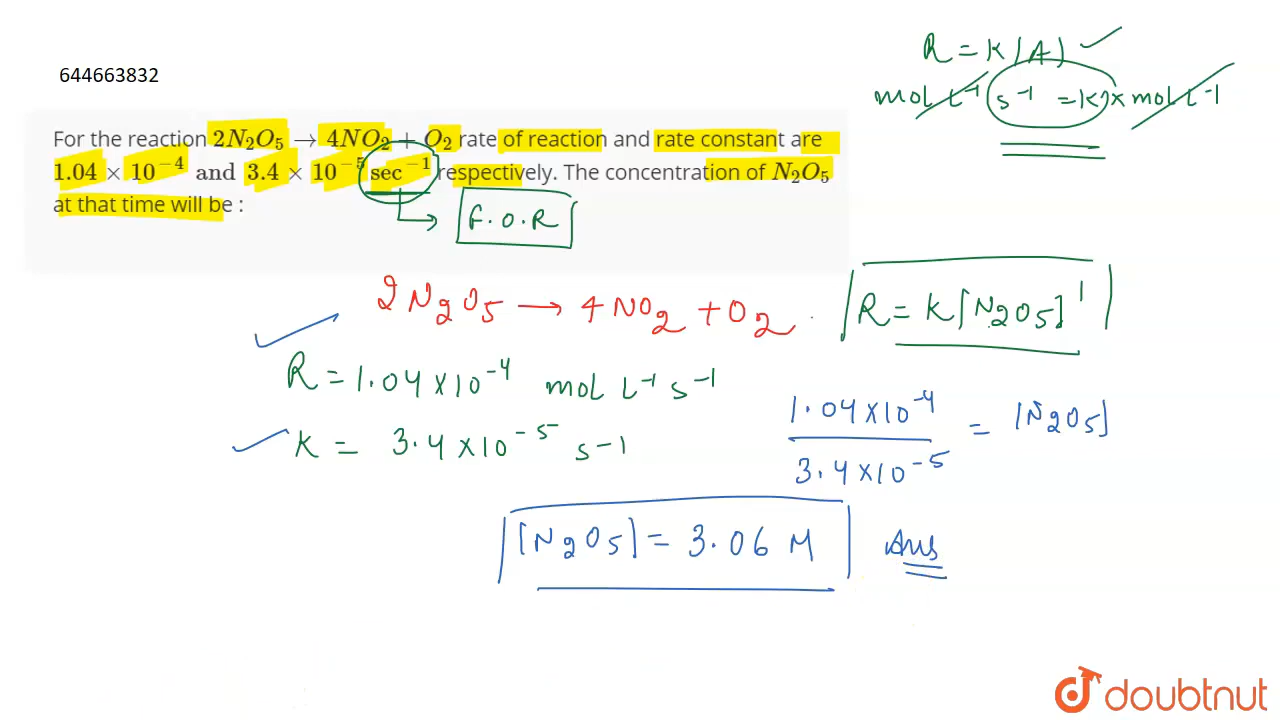 R = K[A] ✓
mol L⁻¹ s⁻¹ = K × mol L⁻¹
644663832
For the reaction 2N₂O₅ → 4NO₂ + O₂ rate of reaction and rate constant are
1.04 × 10⁻⁴ and 3.4 × 10⁻⁵ sec⁻¹ respectively. The concentration of N₂O₅
at that time will be :
F.O.R
2N₂O₅ → 4NO₂ + O₂
R = K[N₂O₅]¹
R = 1.04 × 10⁻⁴ mol L⁻¹ s⁻¹
K = 3.4 × 10⁻⁵ s⁻¹
1.04 × 10⁻⁴
3.4 × 10⁻⁵
= [N₂O₅]
[N₂O₅] = 3.06 M Ans
doubtnut